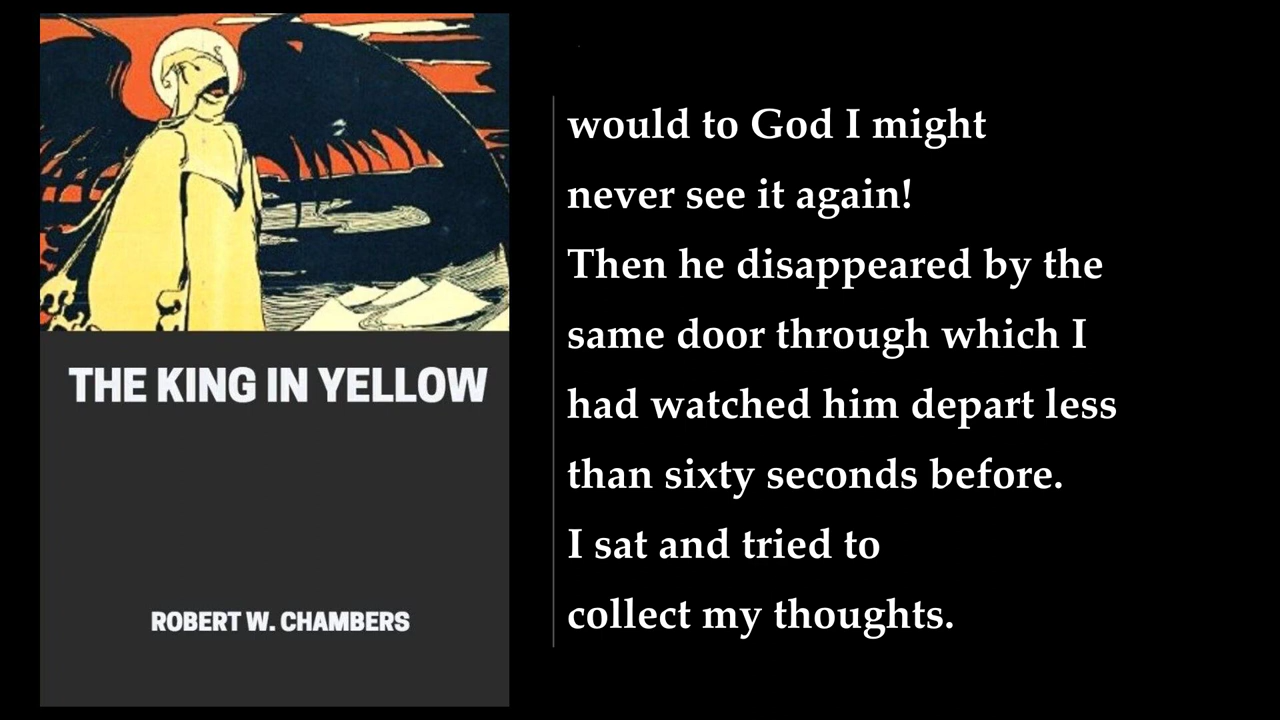 THE KING IN YELLOW
ROBERT W. CHAMBERS
would to God I might
never see it again!
Then he disappeared by the
same door through which I
had watched him depart less
than sixty seconds before.
I sat and tried to
collect my thoughts.